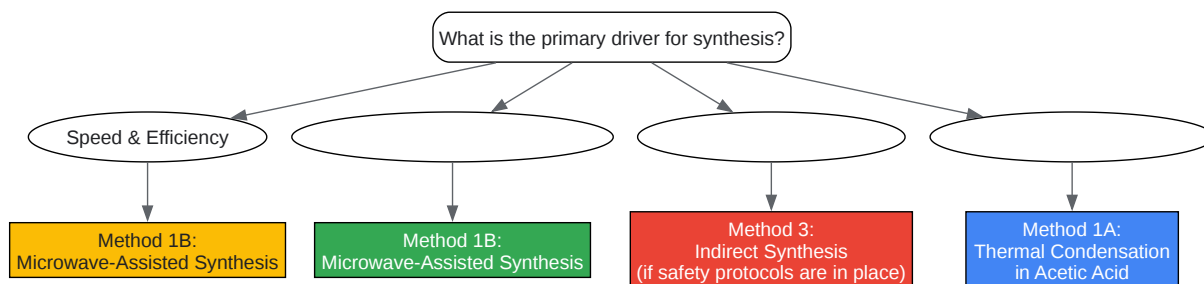 What is the primary driver for synthesis?
Speed & Efficiency
Method 1B:
Microwave-Assisted Synthesis
Method 1B:
Microwave-Assisted Synthesis
Method 3:
Indirect Synthesis
(if safety protocols are in place)
Method 1A:
Thermal Condensation
in Acetic Acid